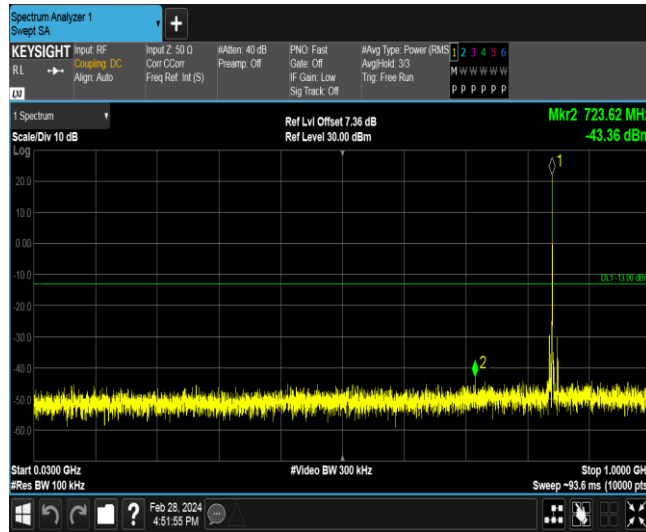 Spectrum Analyzer 1
Swept SA
+
KEYSIGHT Input: RF Input Z: 50 Ω #Atten: 40 dB PNO: Fast #Avg Type: Power (RMS 1 2 3 4 5 6
RL Coupling: DC Corr CCorr Preamp: Off Gate: Off Avg|Hold: 3/3 M W W W W W
Align: Auto Freq Ref: Int (S) IF Gain: Low Trig: Free Run
LXI Sig Track: Off P P P P P P
1 Spectrum Ref Lvl Offset 7.36 dB Mkr2 723.62 MHz
Scale/Div 10 dB Ref Level 30.00 dBm -43.36 dBm
Log
1
20.0
10.0
0.00
-10.0
DL1 -13.00 dBm
-20.0
-30.0
-40.0
2
-50.0
-60.0
Start 0.0300 GHz #Video BW 300 kHz Stop 1.0000 GH
#Res BW 100 kHz Sweep ~93.6 ms (10000 pts
? Feb 28, 2024
4:51:55 PM